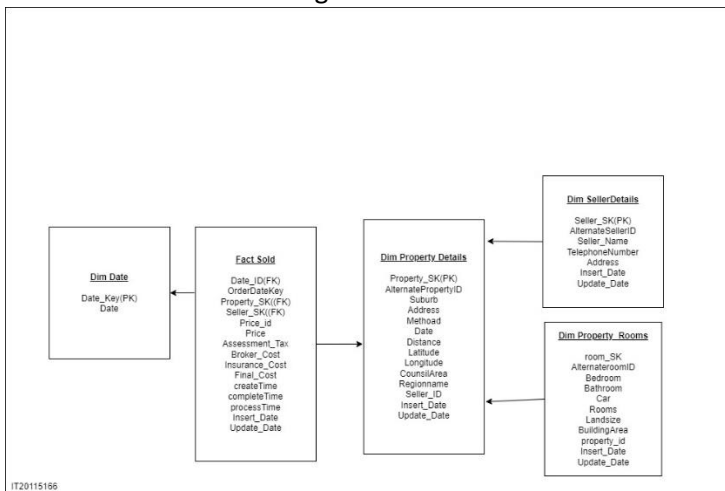 Dim Date
Date_Key(PK)
Date
Fact Sold
Date_ID(FK)
OrderDateKey
Property_SK((FK)
Seller_SK((FK)
Price_id
Price
Assessment_Tax
Broker_Cost
Insurance_Cost
Final_Cost
createTime
completeTime
processTime
Insert_Date
Update_Date
Dim Property Details
Property_SK(PK)
AlternatePropertyID
Suburb
Address
Methoad
Date
Distance
Latitude
Longitude
CounsilArea
Regionname
Seller_ID
Insert_Date
Update_Date
Dim SellerDetails
Seller_SK(PK)
AlternateSellerID
Seller_Name
TelephoneNumber
Address
Insert_Date
Update_Date
Dim Property_Rooms
room_SK
AlternateroomID
Bedroom
Bathroom
Car
Rooms
Landsize
BuildingArea
property_id
Insert_Date
Update_Date
IT20115166